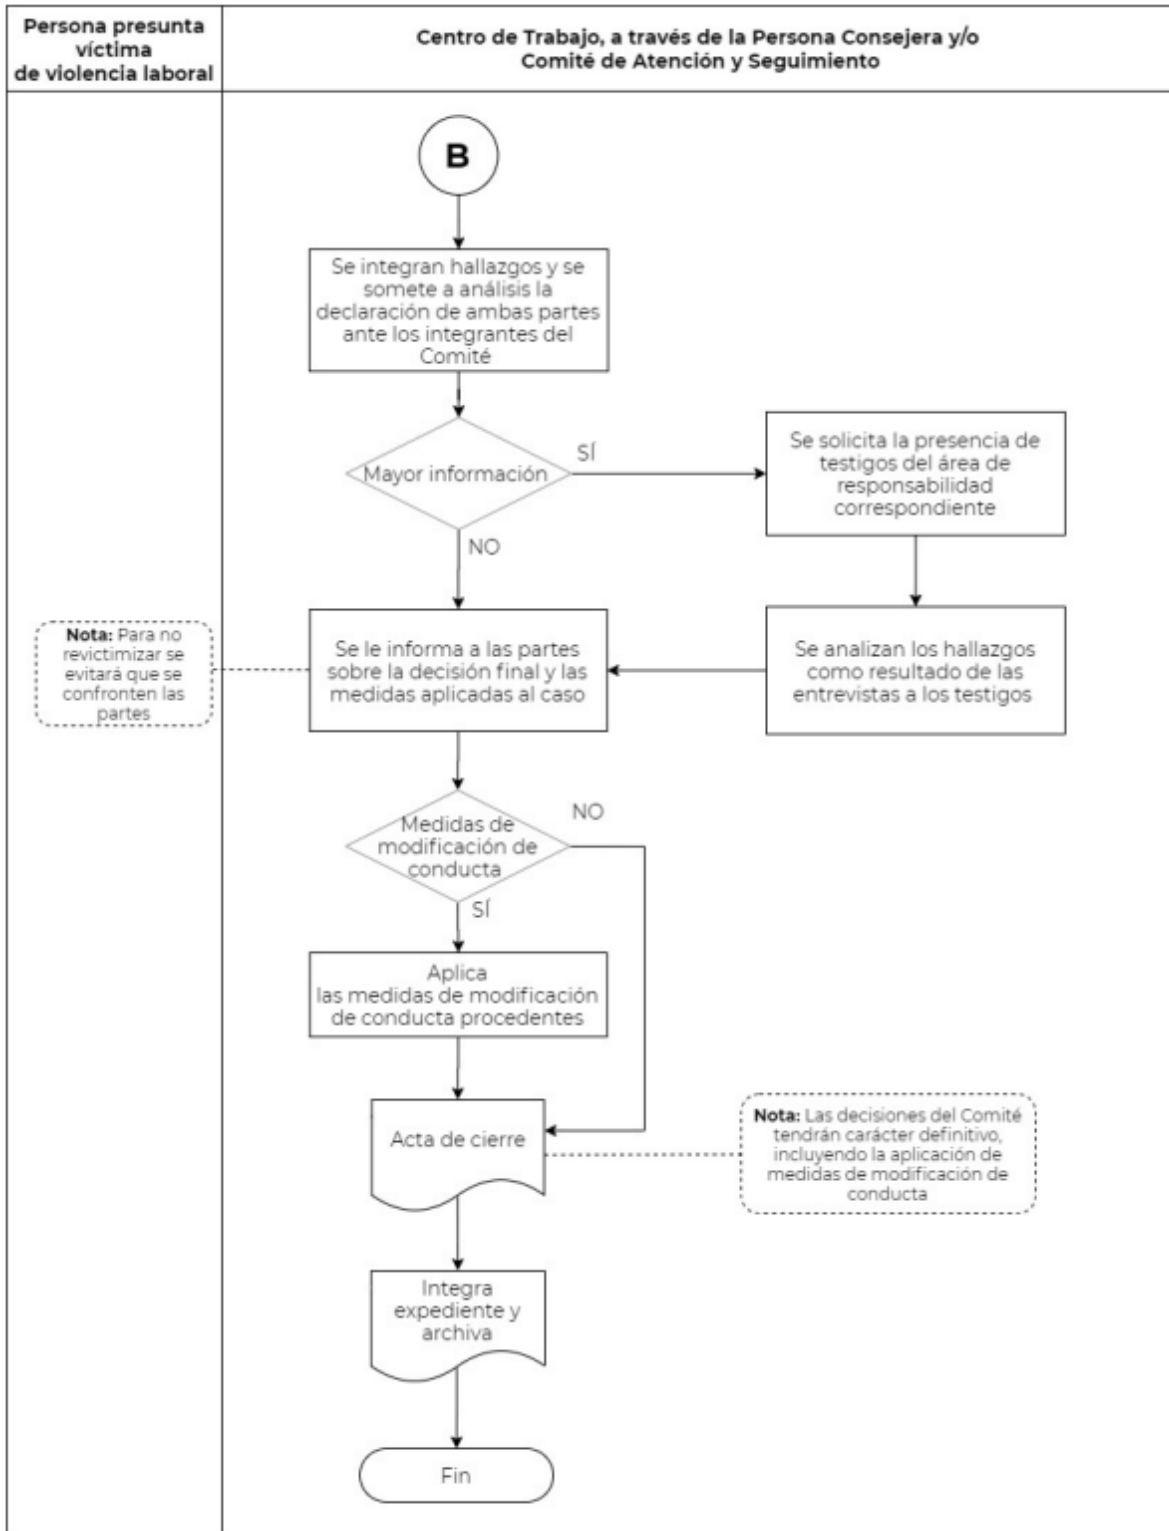 Persona presunta
víctima
de violencia laboral
Centro de Trabajo, a través de la Persona Consejera y/o
Comité de Atención y Seguimiento
B
Se integran hallazgos y se
somete a análisis la
declaración de ambas partes
ante los integrantes del
Comité
Mayor información
SÍ
Se solicita la presencia de
testigos del área de
responsabilidad
correspondiente
NO
Nota: Para no
revictimizar se
evitará que se
confronten las
partes
Se le informa a las partes
sobre la decisión final y las
medidas aplicadas al caso
Se analizan los hallazgos
como resultado de las
entrevistas a los testigos
Medidas de
modificación de
conducta
NO
SÍ
Aplica
las medidas de modificación
de conducta procedentes
Acta de cierre
Nota: Las decisiones del Comité
tendrán carácter definitivo,
incluyendo la aplicación de
medidas de modificación de
conducta
Integra
expediente y
archiva
Fin